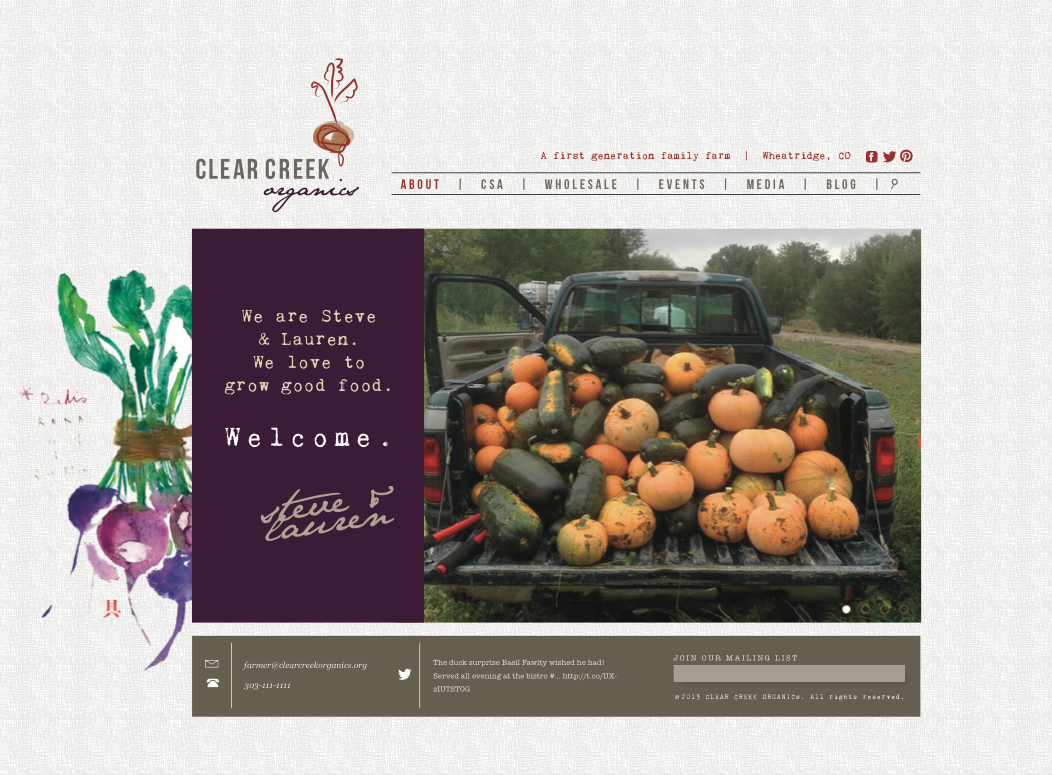 CLEAR CREEK
organics
A first generation family farm | Wheatridge, CO
ABOUT | CSA | WHOLESALE | EVENTS | MEDIA | BLOG |
We are Steve
& Lauren.
We love to
grow good food.
Welcome.
steve &
lauren
具
farmer@clearcreekorganics.org
303-111-1111
The duck surprise Basil Fawlty wished he had!
Served all evening at the bistro #... http://t.co/UX-
zIUTSTOG
JOIN OUR MAILING LIST
©2013 CLEAR CREEK ORGANICs. All rights reserved.